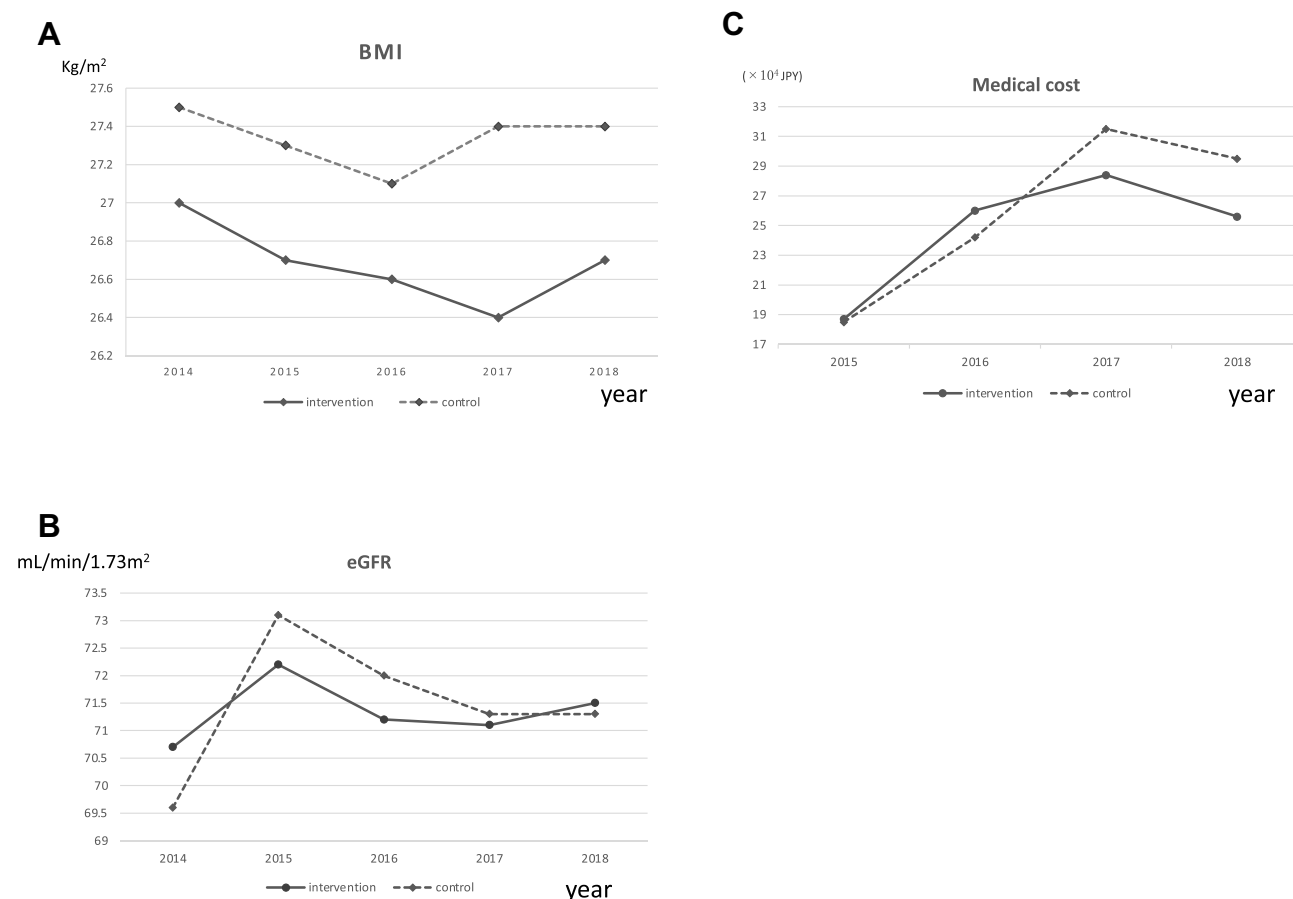 A
BMI
Kg/m²
27.6
27.4
27.2
27
26.8
26.6
26.4
26.2
2014 2015 2016 2017 2018
year
intervention control
C
(×10⁴ JPY)
Medical cost
33
31
29
27
25
23
21
19
17
2015 2016 2017 2018
intervention control
year
B
mL/min/1.73m²
eGFR
73.5
73
72.5
72
71.5
71
70.5
70
69.5
69
2014 2015 2016 2017 2018
intervention control
year